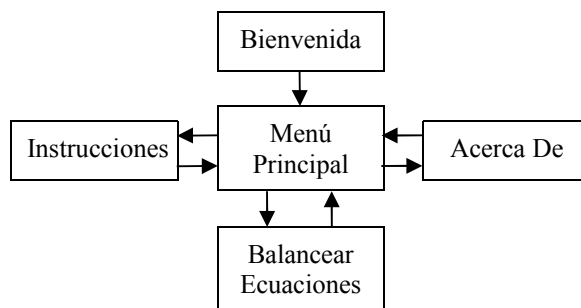 Bienvenida
Instrucciones
Menú
Principal
Acerca De
Balancear
Ecuaciones